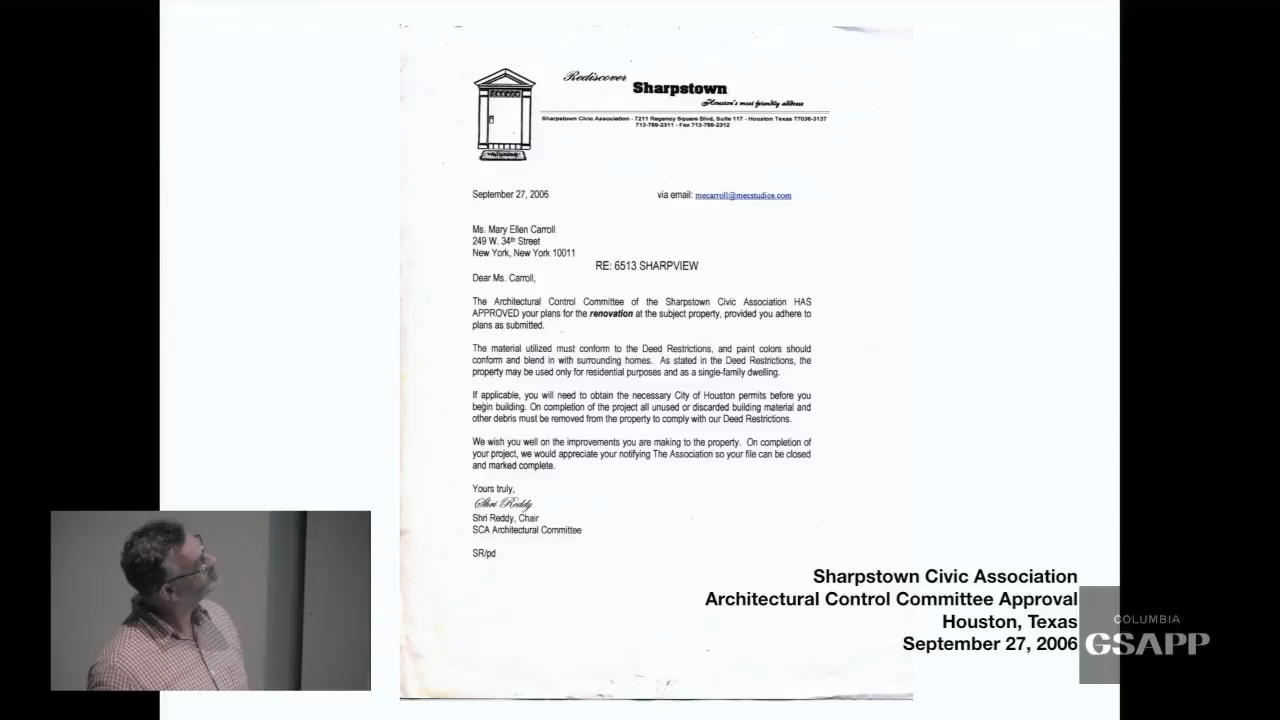 Rediscover
Sharpstown
Houston's most friendly address
Sharpstown Civic Association - 7211 Regency Square Blvd, Suite 117 - Houston Texas 77036-3137
713-789-2311 - Fax 713-789-2312
Welcome
September 27, 2006 via email: mecarroll@mecstudios.com
Ms. Mary Ellen Carroll
249 W. 34th Street
New York, New York 10011
RE: 6513 SHARPVIEW
Dear Ms. Carroll,
The Architectural Control Committee of the Sharpstown Civic Association HAS
APPROVED your plans for the renovation at the subject property, provided you adhere to
plans as submitted.
The material utilized must conform to the Deed Restrictions, and paint colors should
conform and blend in with surrounding homes. As stated in the Deed Restrictions, the
property may be used only for residential purposes and as a single-family dwelling.
If applicable, you will need to obtain the necessary City of Houston permits before you
begin building. On completion of the project all unused or discarded building material and
other debris must be removed from the property to comply with our Deed Restrictions.
We wish you well on the improvements you are making to the property. On completion of
your project, we would appreciate your notifying The Association so your file can be closed
and marked complete.
Yours truly,
Shri Reddy
Shri Reddy, Chair
SCA Architectural Committee
SR/pd
Sharpstown Civic Association
Architectural Control Committee Approval
Houston, Texas
September 27, 2006
COLUMBIA
GSAPP